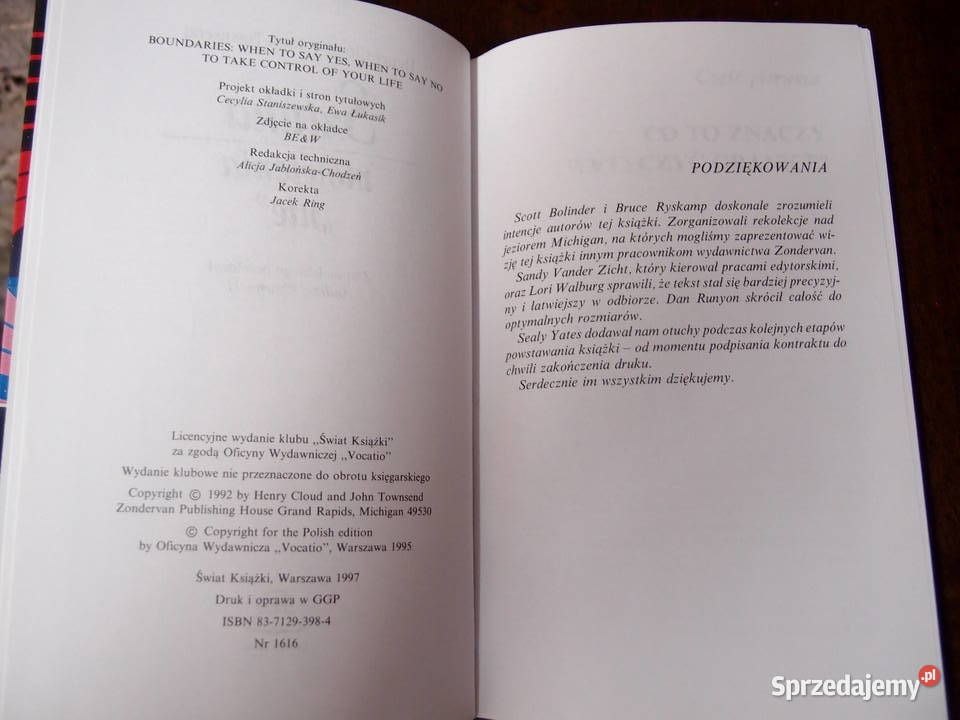 Tytuł oryginału:
BOUNDARIES: WHEN TO SAY YES, WHEN TO SAY NO
TO TAKE CONTROL OF YOUR LIFE
Projekt okładki i stron tytułowych
Cecylia Staniszewska, Ewa Łukasik
Zdjęcie na okładce
BE&W
Redakcja techniczna
Alicja Jabłońska-Chodzeń
Korekta
Jacek Ring
Licencyjne wydanie klubu ,,Świat Książki"
za zgodą Oficyny Wydawniczej ,,Vocatio"
Wydanie klubowe nie przeznaczone do obrotu księgarskiego
Copyright © 1992 by Henry Cloud and John Townsend
Zondervan Publishing House Grand Rapids, Michigan 49530
© Copyright for the Polish edition
by Oficyna Wydawnicza ,,Vocatio", Warszawa 1995
Świat Książki, Warszawa 1997
Druk i oprawa w GGP
ISBN 83-7129-398-4
Nr 1616
CO TO ZNACZY
PODZIĘKOWANIA
Scott Bolinder i Bruce Ryskamp doskonale zrozumieli
intencje autorów tej książki. Zorganizowali rekolekcje nad
jeziorem Michigan, na których mogliśmy zaprezentować wi-
zję tej książki innym pracownikom wydawnictwa Zondervan.
Sandy Vander Zicht, który kierował pracami edytorskimi,
oraz Lori Walburg sprawili, że tekst stał się bardziej precyzyj-
ny i łatwiejszy w odbiorze. Dan Runyon skrócił całość do
optymalnych rozmiarów.
Sealy Yates dodawał nam otuchy podczas kolejnych etapów
powstawania książki – od momentu podpisania kontraktu do
chwili zakończenia druku.
Serdecznie im wszystkim dziękujemy.
Sprzedajemy.pl